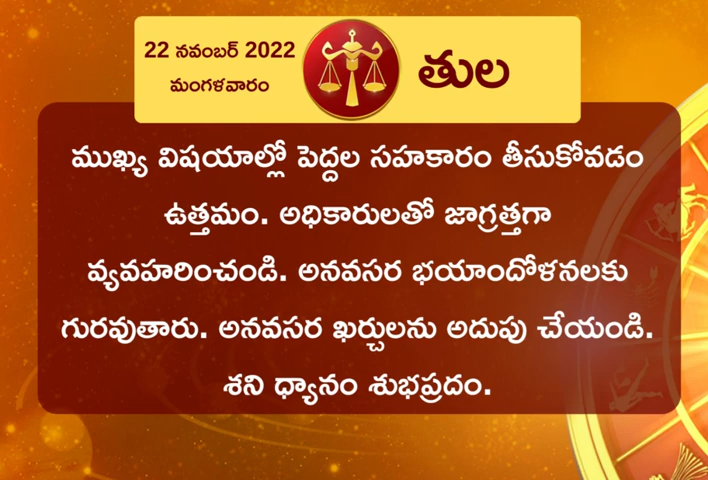 22 నవంబర్ 2022
మంగళవారం
తుల
ముఖ్య విషయాల్లో పెద్దల సహకారం తీసుకోవడం
ఉత్తమం. అధికారులతో జాగ్రత్తగా
వ్యవహరించండి. అనవసర భయాందోళనలకు
గురవుతారు. అనవసర ఖర్చులను అదుపు చేయండి.
శని ధ్యానం శుభప్రదం.